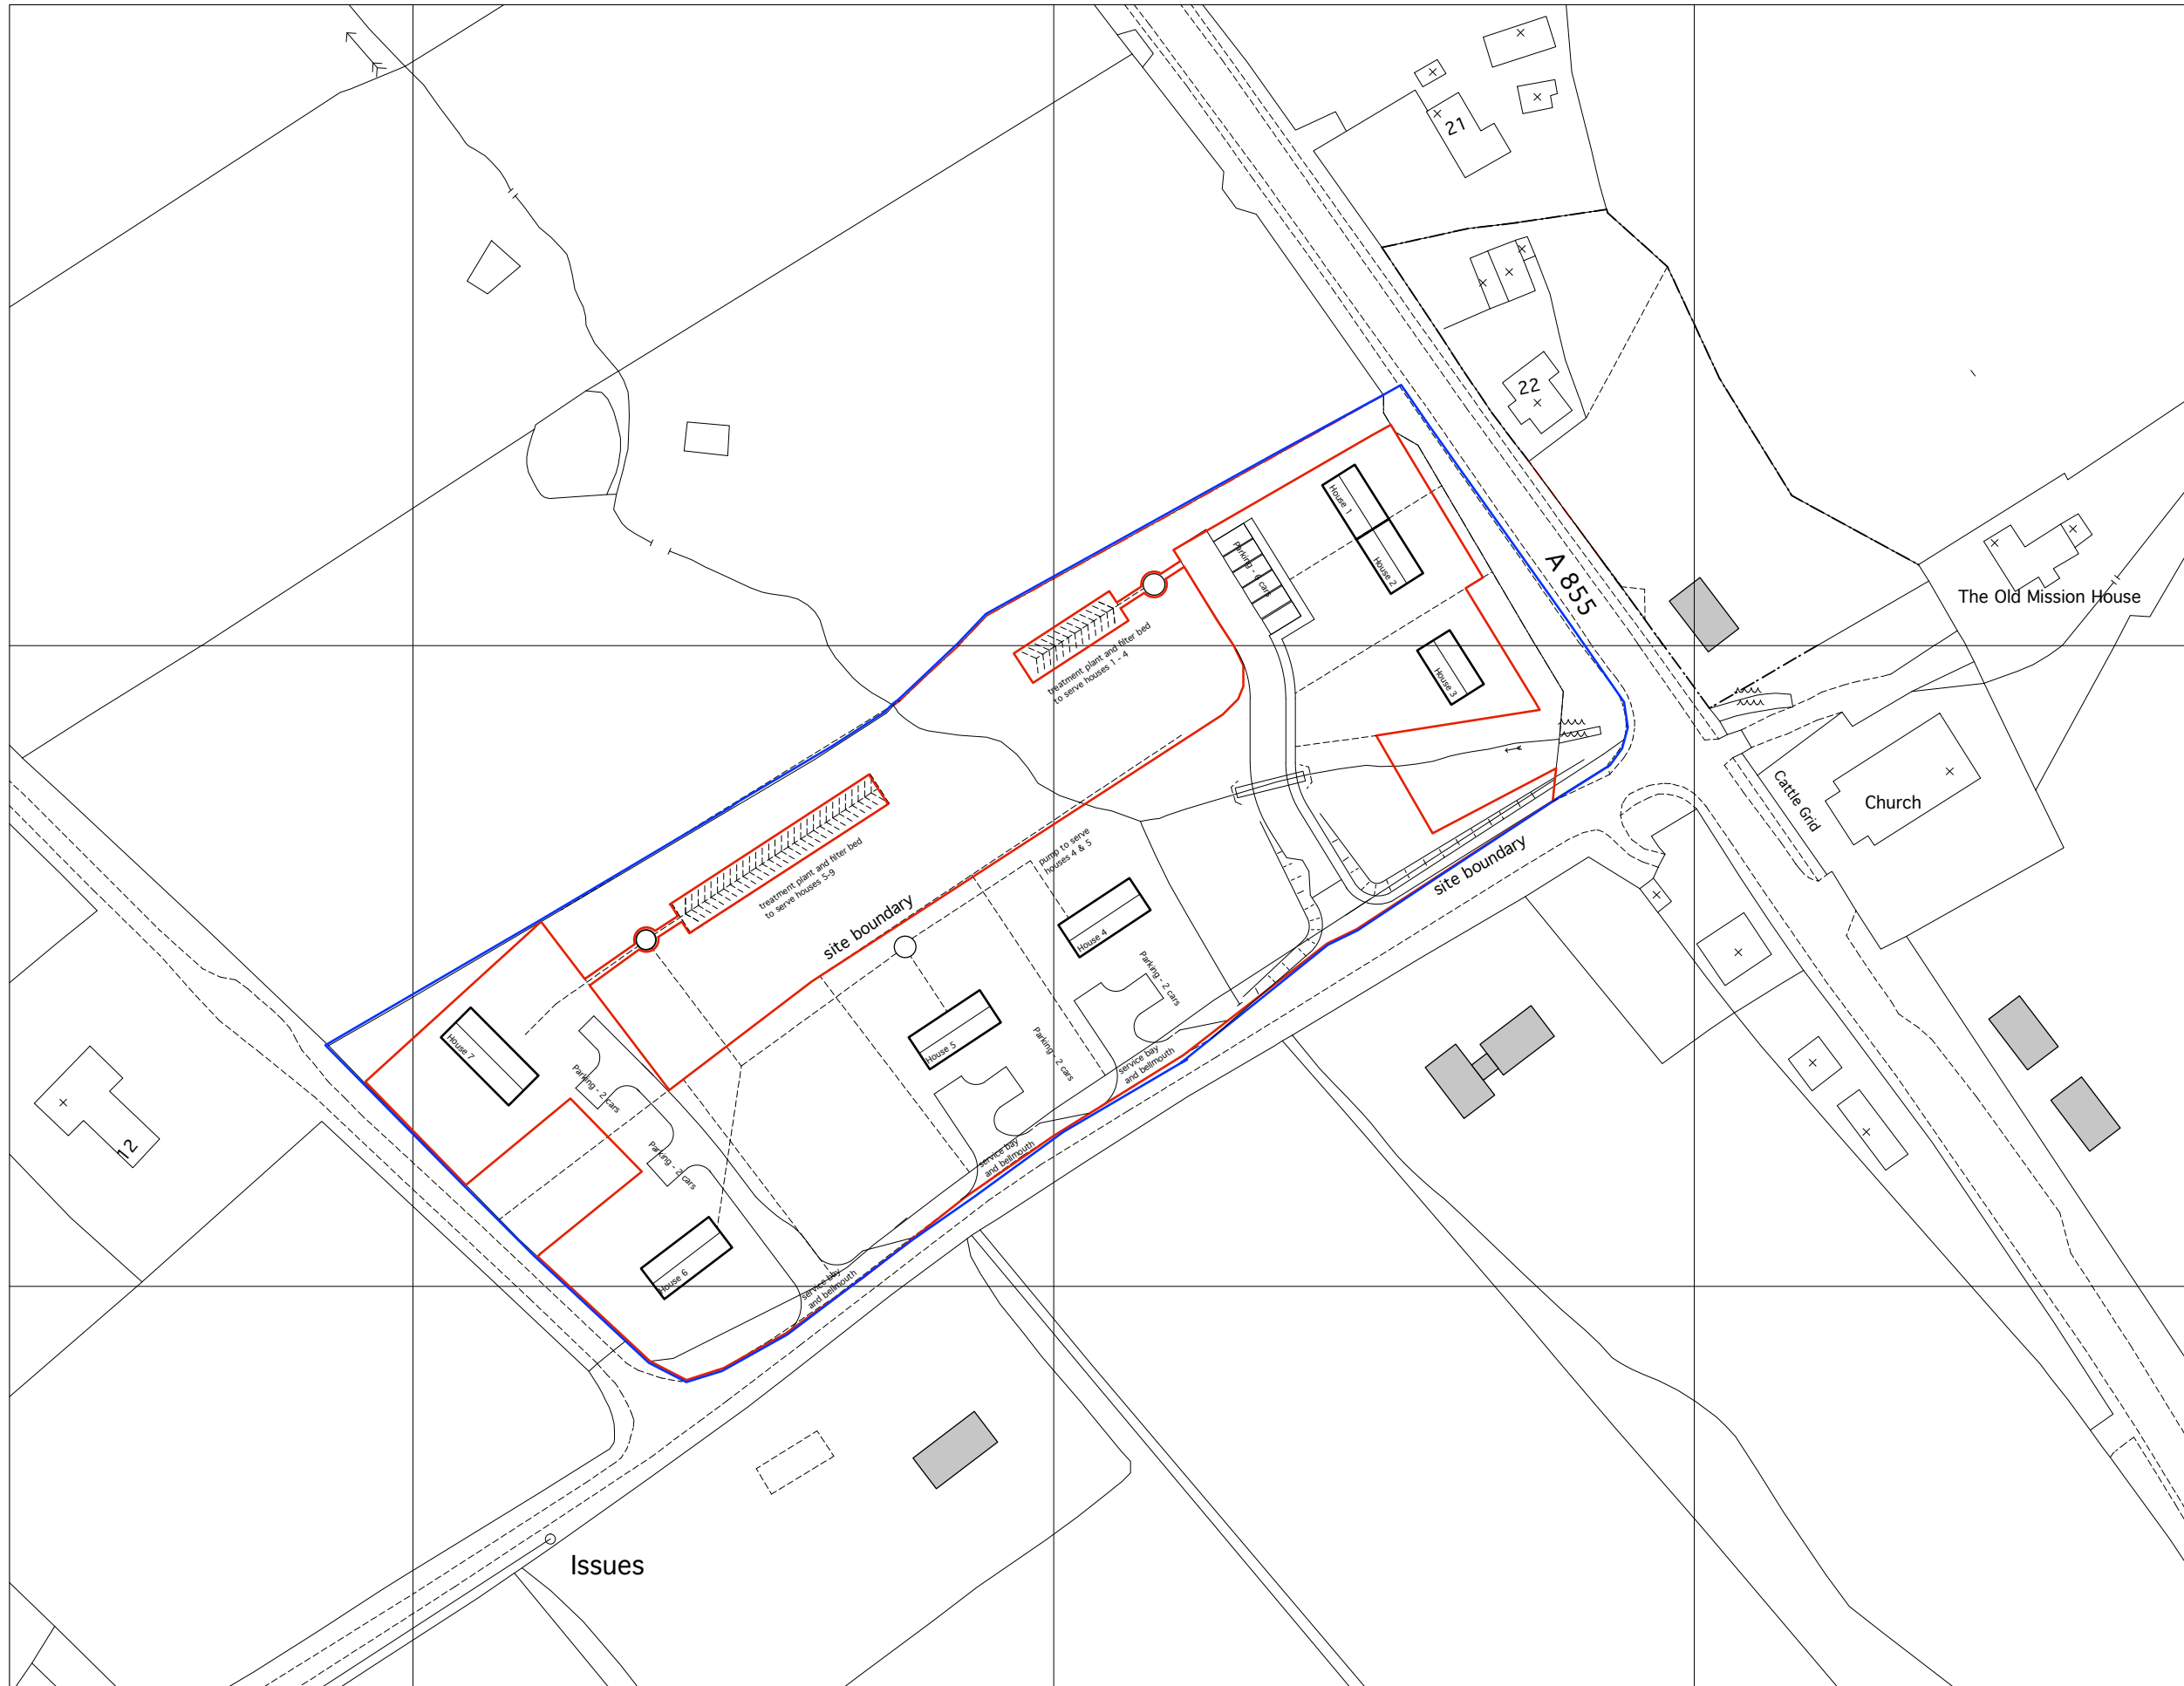 21
22
A 855
The Old Mission House
Cattle Grid
Church
House 1
House 2
Parking - 6 cars
House 3
treatment plant and filter bed
to serve houses 1 - 4
treatment plant and filter bed
to serve houses 5-9
pump to serve
houses 4 & 5
site boundary
site boundary
House 4
Parking - 2 cars
House 5
Parking - 2 cars
service bay
and bellmouth
service bay
and bellmouth
House 7
Parking - 2 cars
Parking - 2 cars
House 6
service bay
and bellmouth
12
Issues